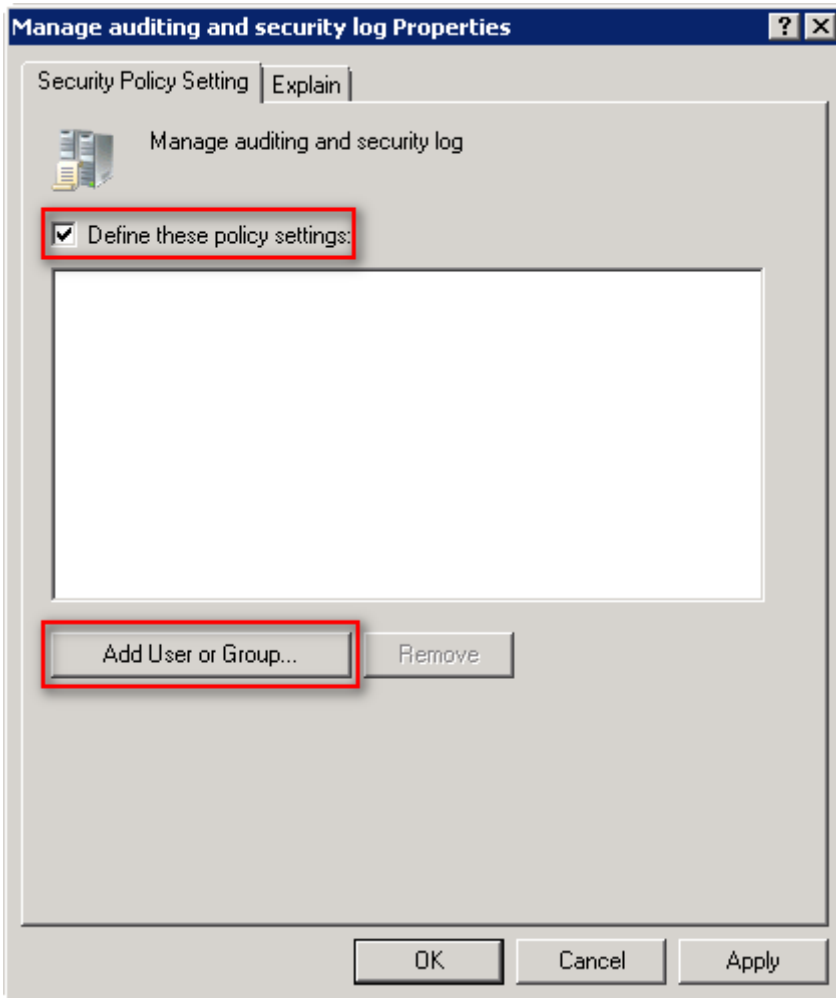 Manage auditing and security log Properties
Security Policy Setting
Explain
Manage auditing and security log
Define these policy settings:
Add User or Group...
Remove
OK
Cancel
Apply